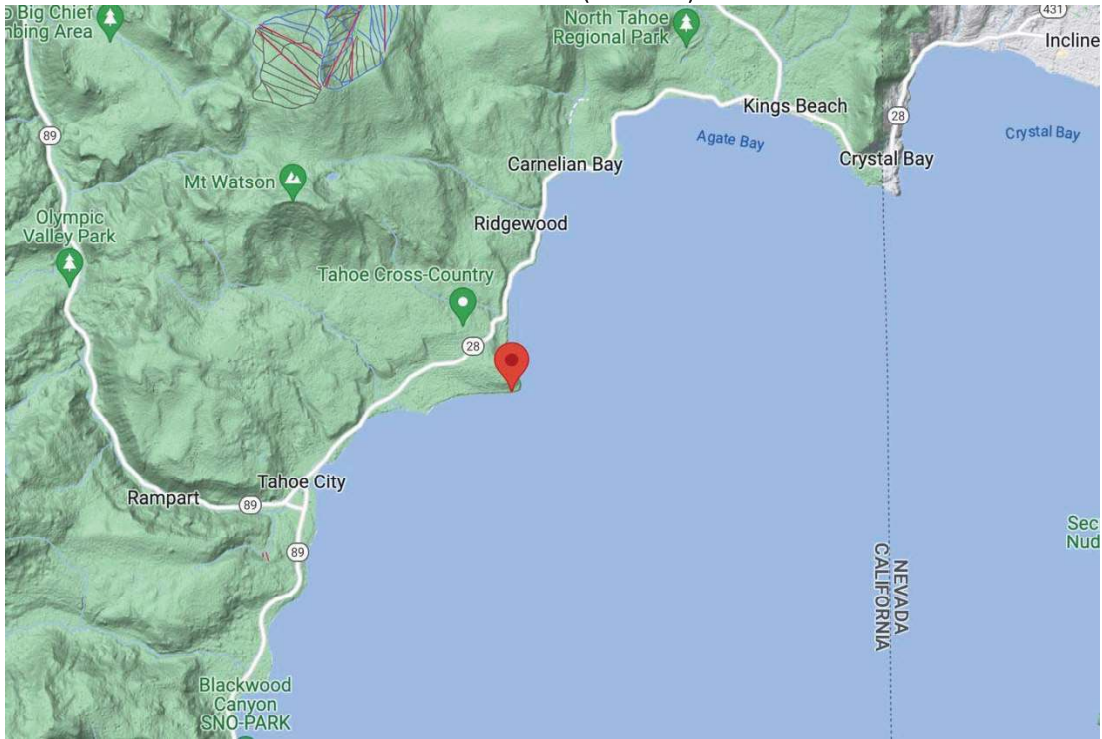 o Big Chief
nbing Area
North Tahoe
Regional Park
431
Incline
89
Kings Beach
28
Agate Bay
Crystal Bay
Carnelian Bay
Crystal Bay
Mt Watson
Olympic
Valley Park
Ridgewood
Tahoe Cross-Country
28
Tahoe City
Rampart
89
89
Sec
Nud
NEVADA
CALIFORNIA
Blackwood
Canyon
SNO-PARK